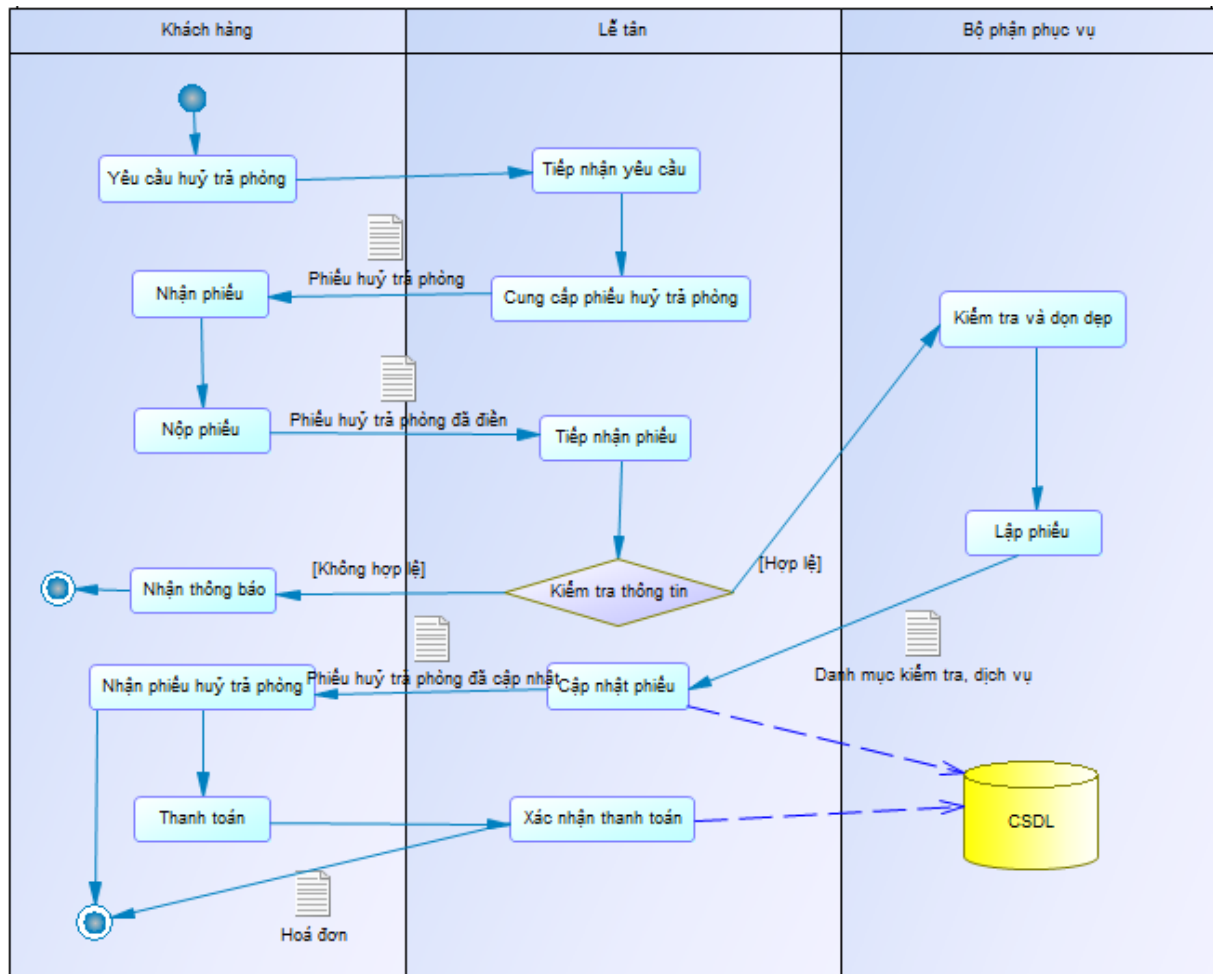 Khách hàng
Lễ tân
Bộ phận phục vụ
Yêu cầu huỷ trả phòng
Tiếp nhận yêu cầu
Phiếu huỷ trả phòng
Nhận phiếu
Cung cấp phiếu huỷ trả phòng
Kiểm tra và dọn dẹp
Nộp phiếu
Phiếu huỷ trả phòng đã điền
Tiếp nhận phiếu
Lập phiếu
[Không hợp lệ]
[Hợp lệ]
Nhận thông báo
Kiểm tra thông tin
Nhận phiếu huỷ trả phòng
Phiếu huỷ trả phòng đã cập nhật
Cập nhật phiếu
Danh mục kiểm tra, dịch vụ
Thanh toán
Xác nhận thanh toán
CSDL
Hoá đơn